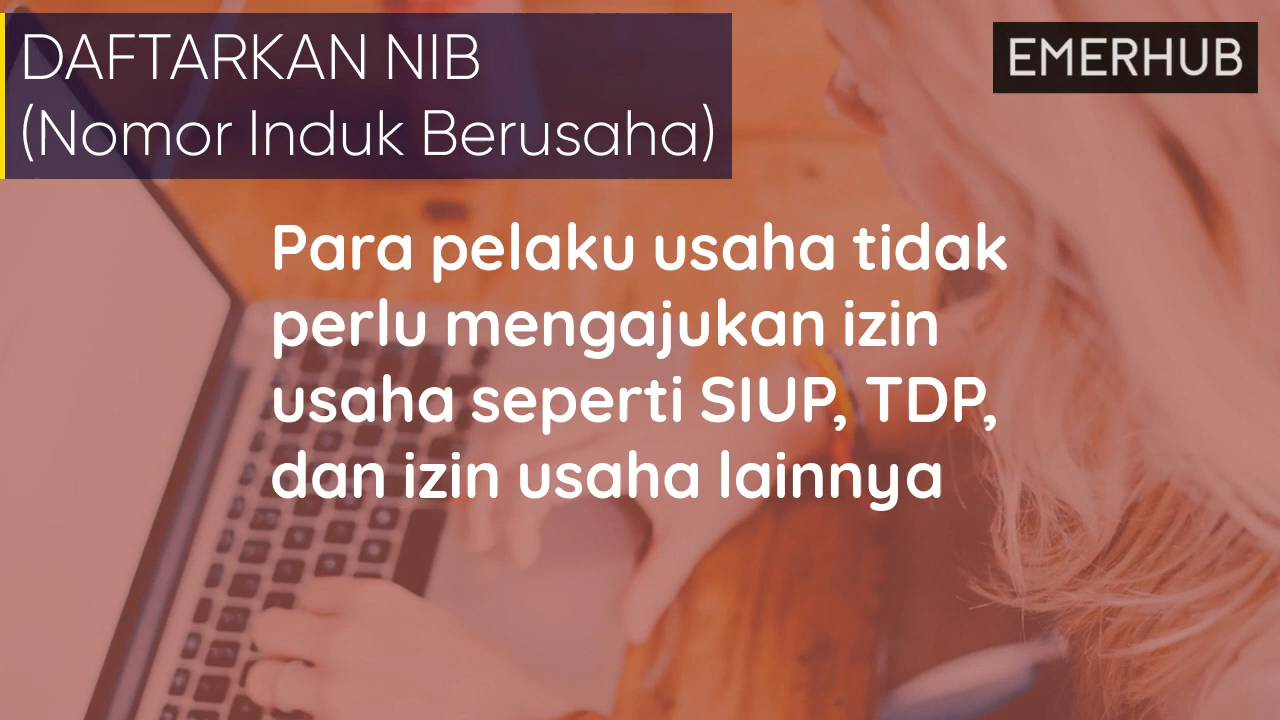 DAFTARKAN NIB
(Nomor Induk Berusaha)
EMERHUB
Para pelaku usaha tidak
perlu mengajukan izin
usaha seperti SIUP, TDP,
dan izin usaha lainnya